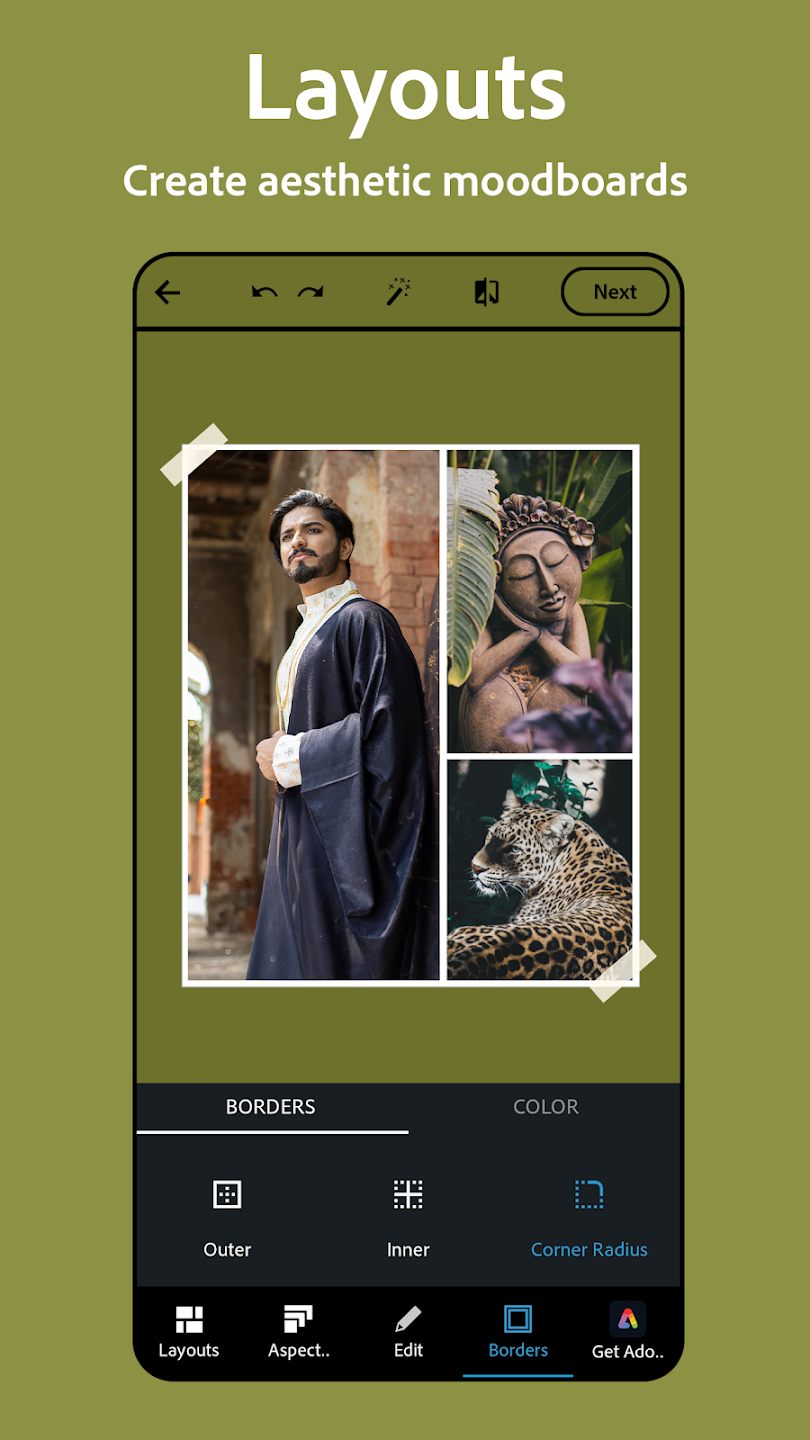 Layouts
Create aesthetic moodboards
Next
BORDERS
COLOR
Outer
Inner
Corner Radius
Layouts
Aspect..
Edit
Borders
Get Ado..